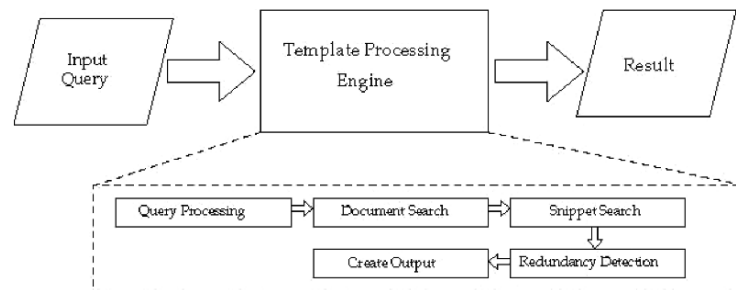 Input
Query
Template Processing
Engine
Result
Query Processing
Document Search
Snippet Search
Create Output
Redundancy Detection